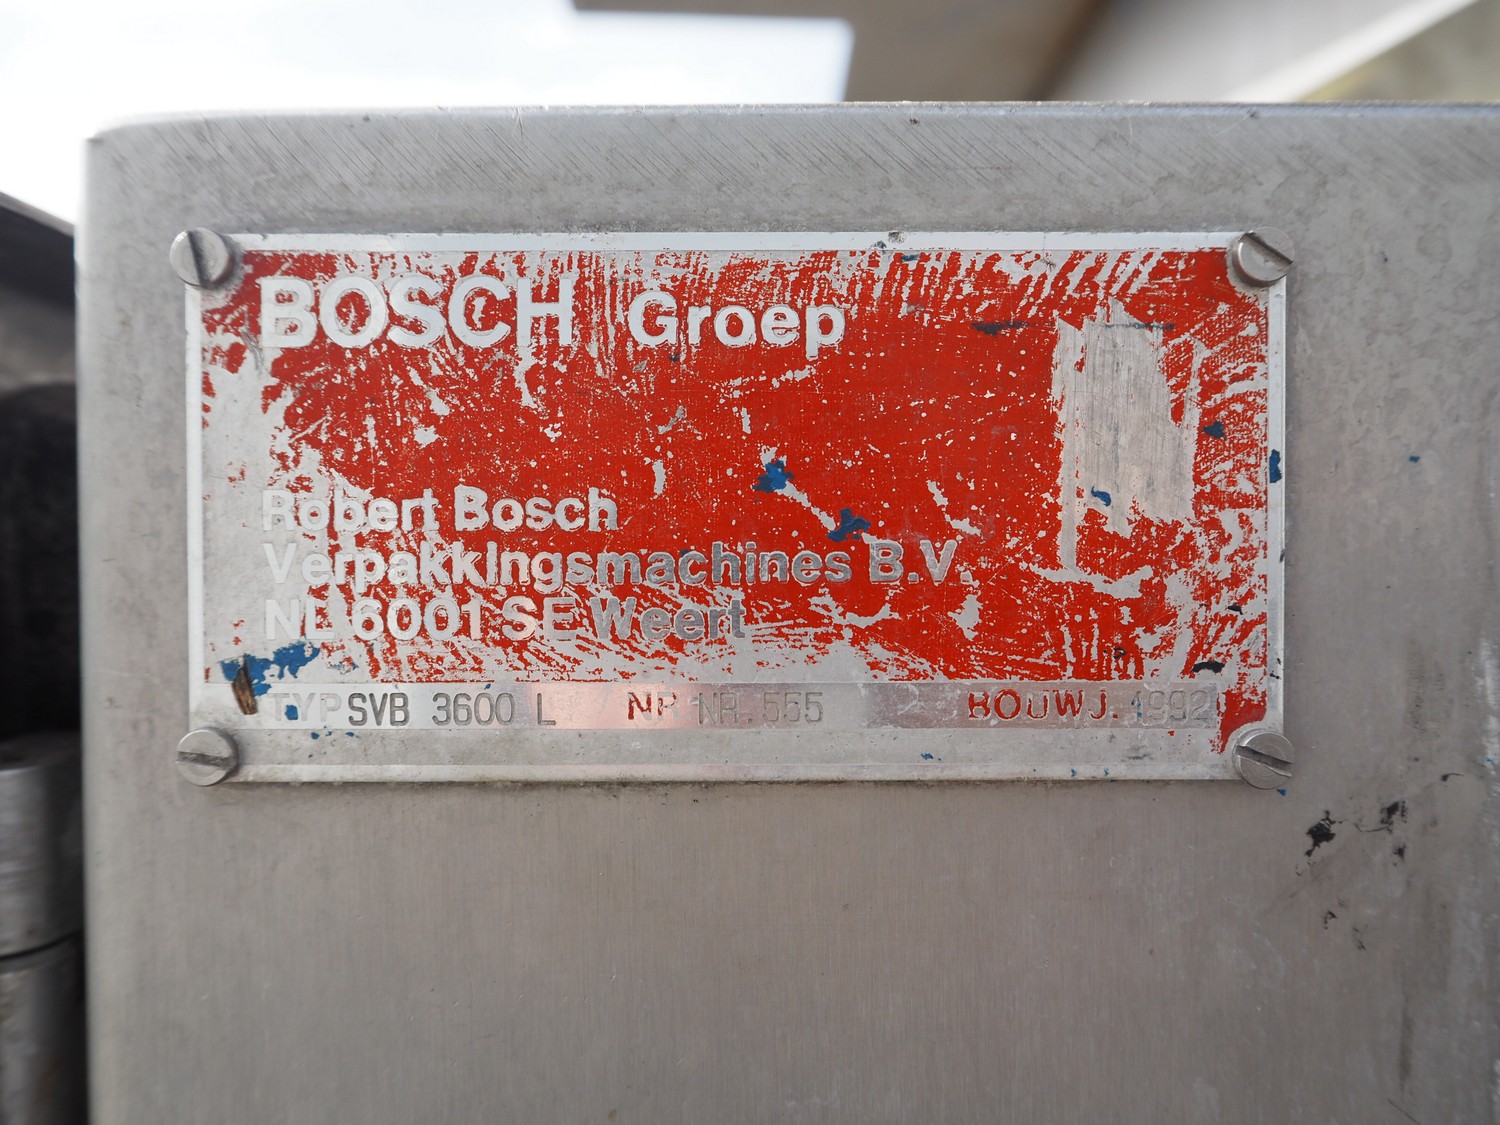 BOSCH Groep
Robert Bosch
Verpakkingsmachines B.V.
NL 6001 SE Weert
TYP SVB 3600 L NR NR. 555 BOUWJ. 1992